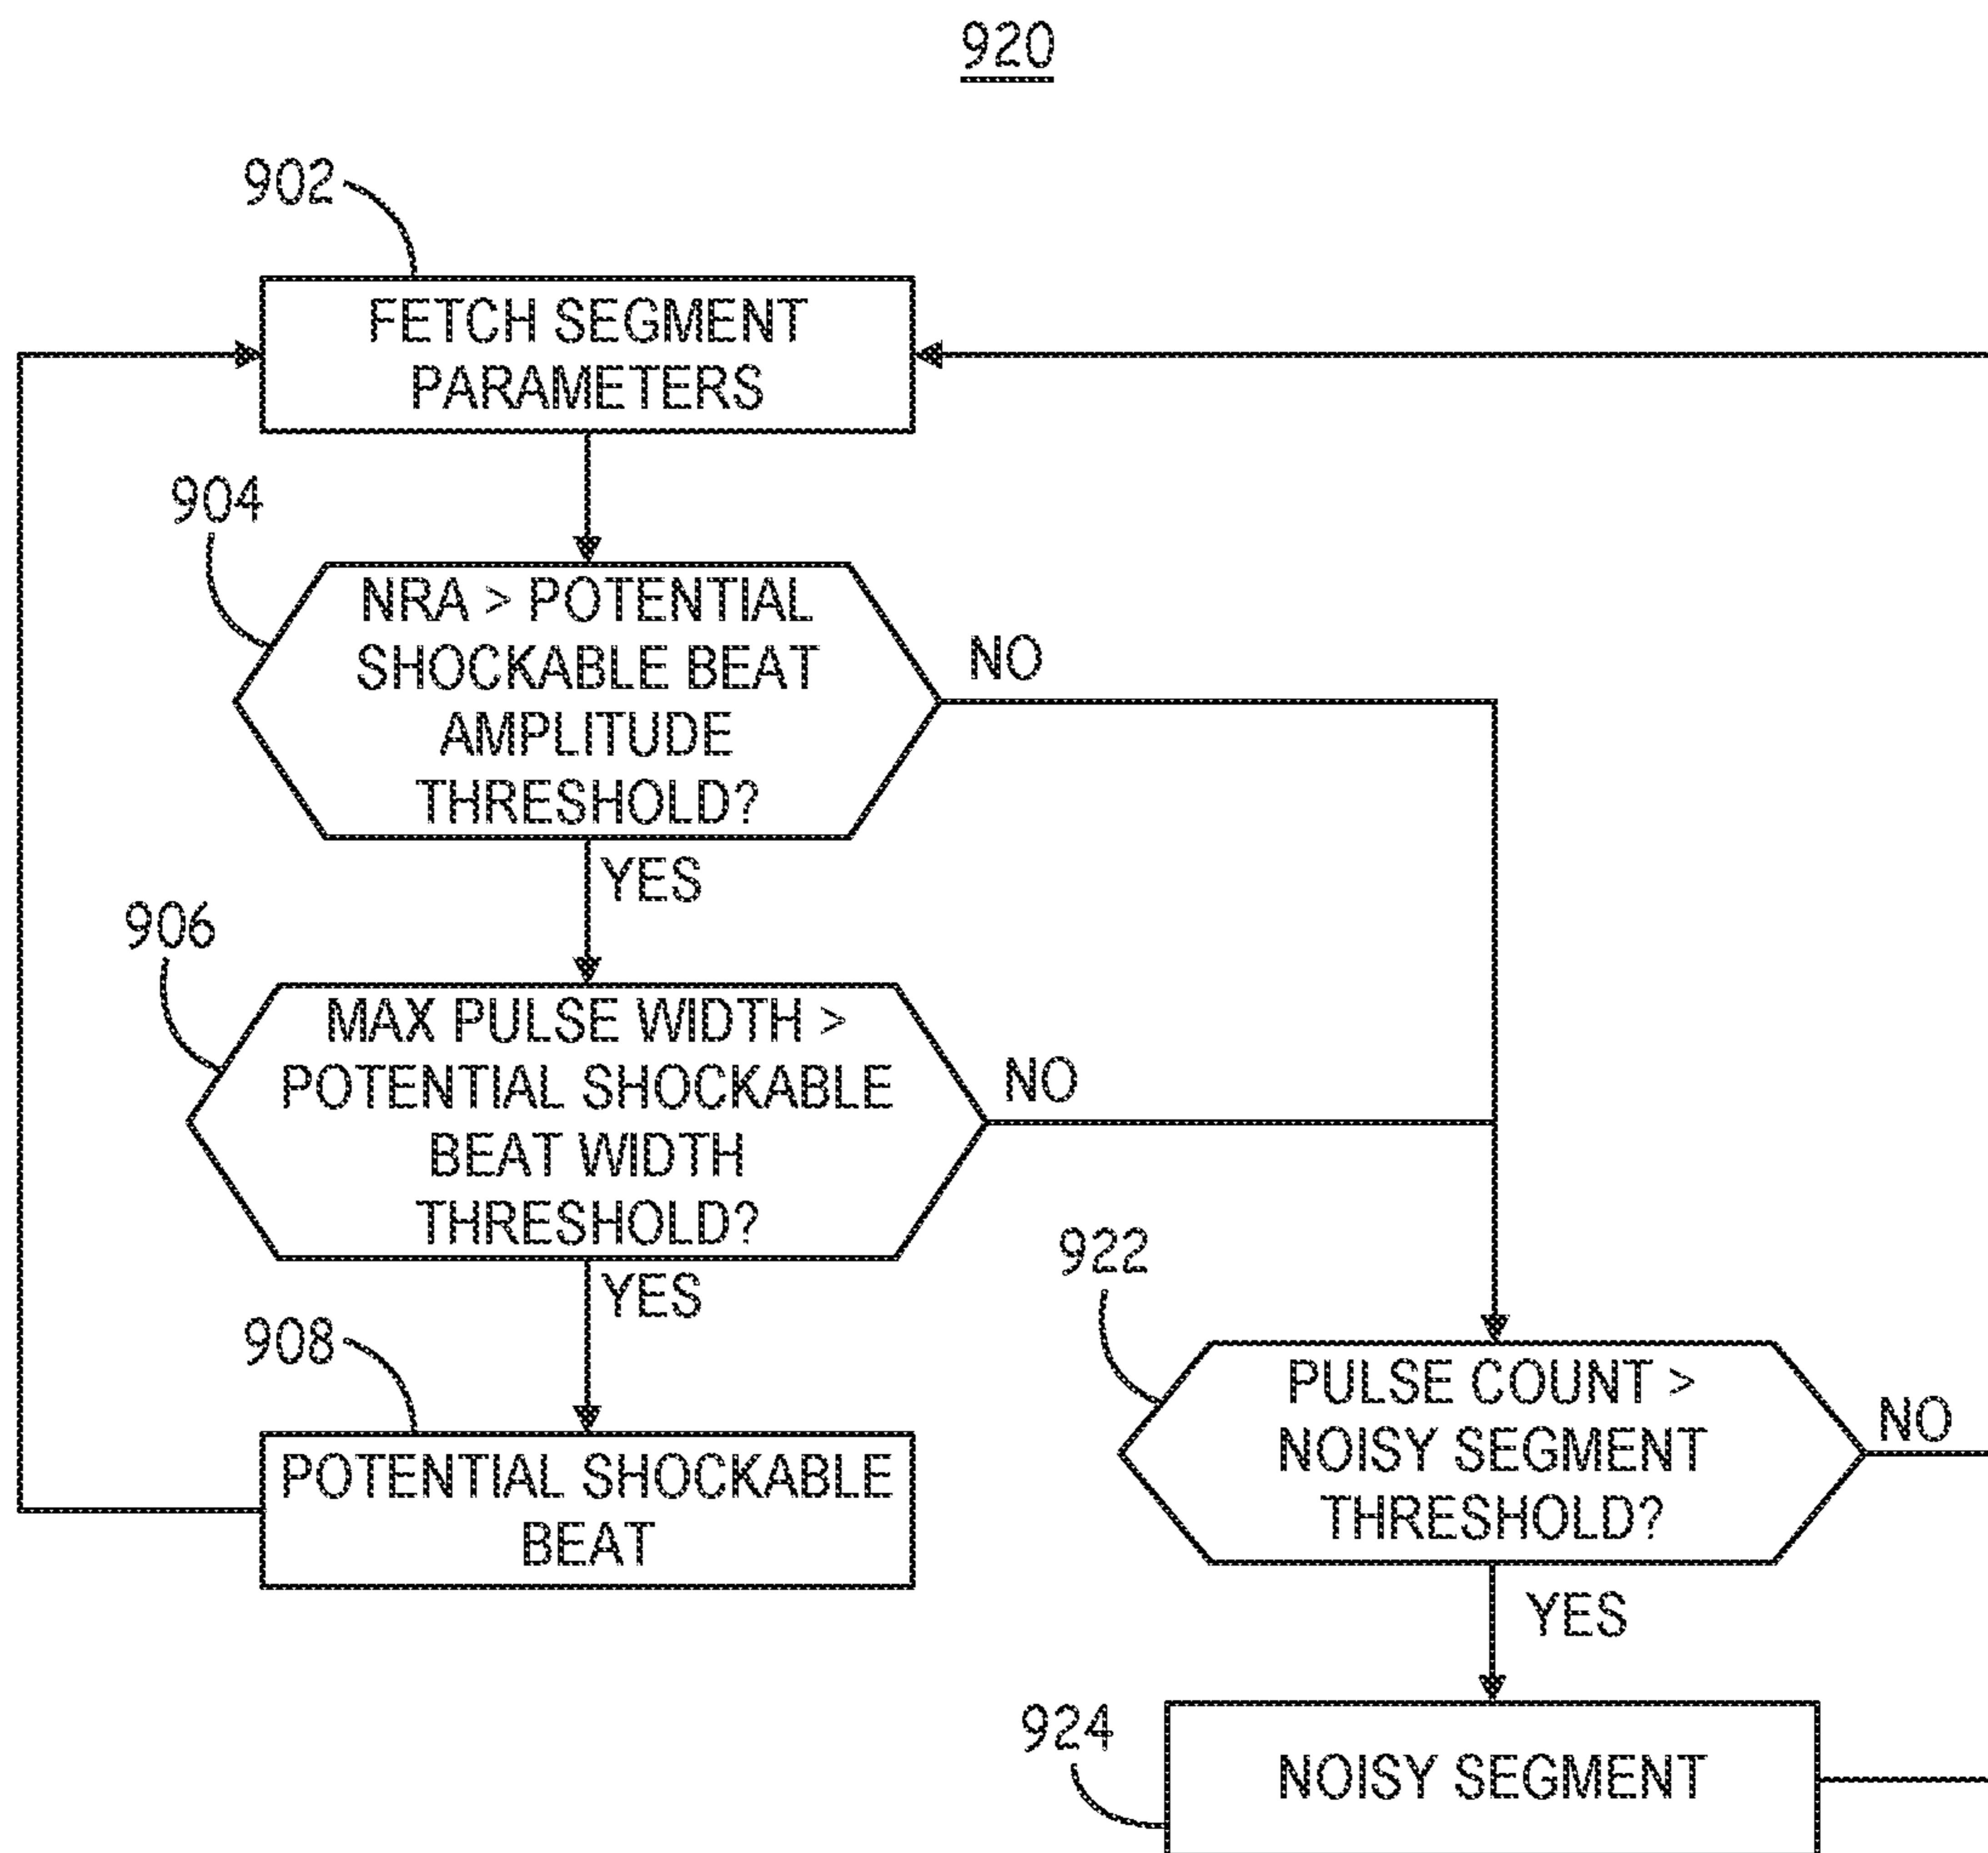 920
902
FETCH SEGMENT
PARAMETERS
904
NRA > POTENTIAL
SHOCKABLE BEAT
AMPLITUDE
THRESHOLD?
NO
YES
906
MAX PULSE WIDTH >
POTENTIAL SHOCKABLE
BEAT WIDTH
THRESHOLD?
NO
YES
908
POTENTIAL SHOCKABLE
BEAT
922
PULSE COUNT >
NOISY SEGMENT
THRESHOLD?
NO
YES
924
NOISY SEGMENT